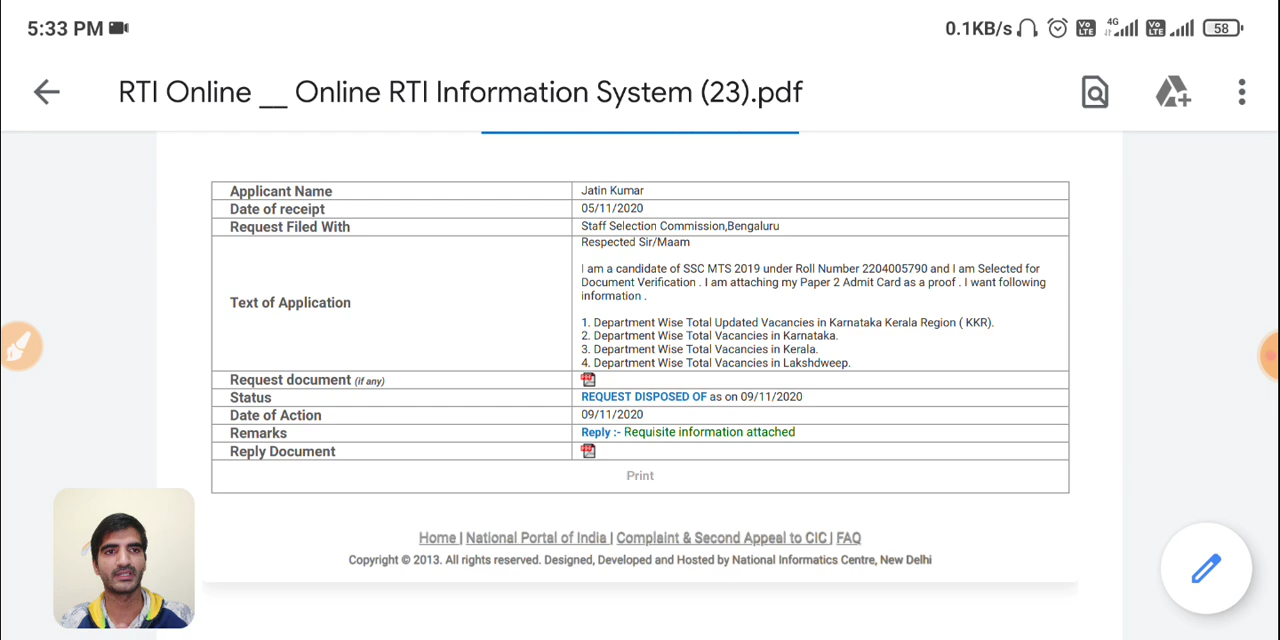 5:33 PM
0.1KB/s 4G Vo LTE Vo LTE 58
RTI Online __ Online RTI Information System (23).pdf
Applicant Name Jatin Kumar
Date of receipt 05/11/2020
Request Filed With Staff Selection Commission,Bengaluru
Text of Application
Respected Sir/Maam
I am a candidate of SSC MTS 2019 under Roll Number 2204005790 and I am Selected for
Document Verification . I am attaching my Paper 2 Admit Card as a proof . I want following
information .
1. Department Wise Total Updated Vacancies in Karnataka Kerala Region ( KKR).
2. Department Wise Total Vacancies in Karnataka.
3. Department Wise Total Vacancies in Kerala.
4. Department Wise Total Vacancies in Lakshdweep.
Request document (if any)
Status REQUEST DISPOSED OF as on 09/11/2020
Date of Action 09/11/2020
Remarks Reply :- Requisite information attached
Reply Document
Print
Home | National Portal of India | Complaint & Second Appeal to CIC | FAQ
Copyright © 2013. All rights reserved. Designed, Developed and Hosted by National Informatics Centre, New Delhi